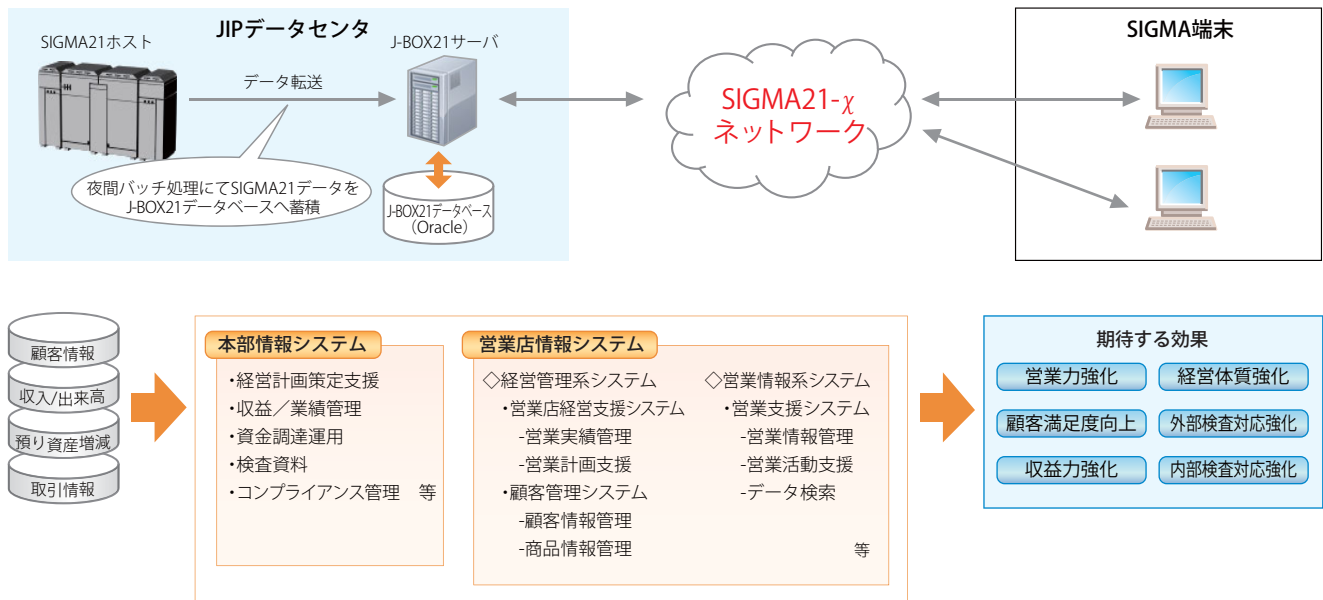 JIPデータセンタ
SIGMA21ホスト
データ転送
J-BOX21サーバ
夜間バッチ処理にてSIGMA21データを
J-BOX21データベースへ蓄積
J-BOX21データベース
（Oracle）
SIGMA21-χ
ネットワーク
SIGMA端末
顧客情報
収入/出来高
預り資産増減
取引情報
本部情報システム
・経営計画策定支援
・収益／業績管理
・資金調達運用
・検査資料
・コンプライアンス管理　等
営業店情報システム
◇経営管理系システム
・営業店経営支援システム
-営業実績管理
-営業計画支援
・顧客管理システム
-顧客情報管理
-商品情報管理
◇営業情報系システム
・営業支援システム
-営業情報管理
-営業活動支援
-データ検索
等
期待する効果
営業力強化
経営体質強化
顧客満足度向上
外部検査対応強化
収益力強化
内部検査対応強化